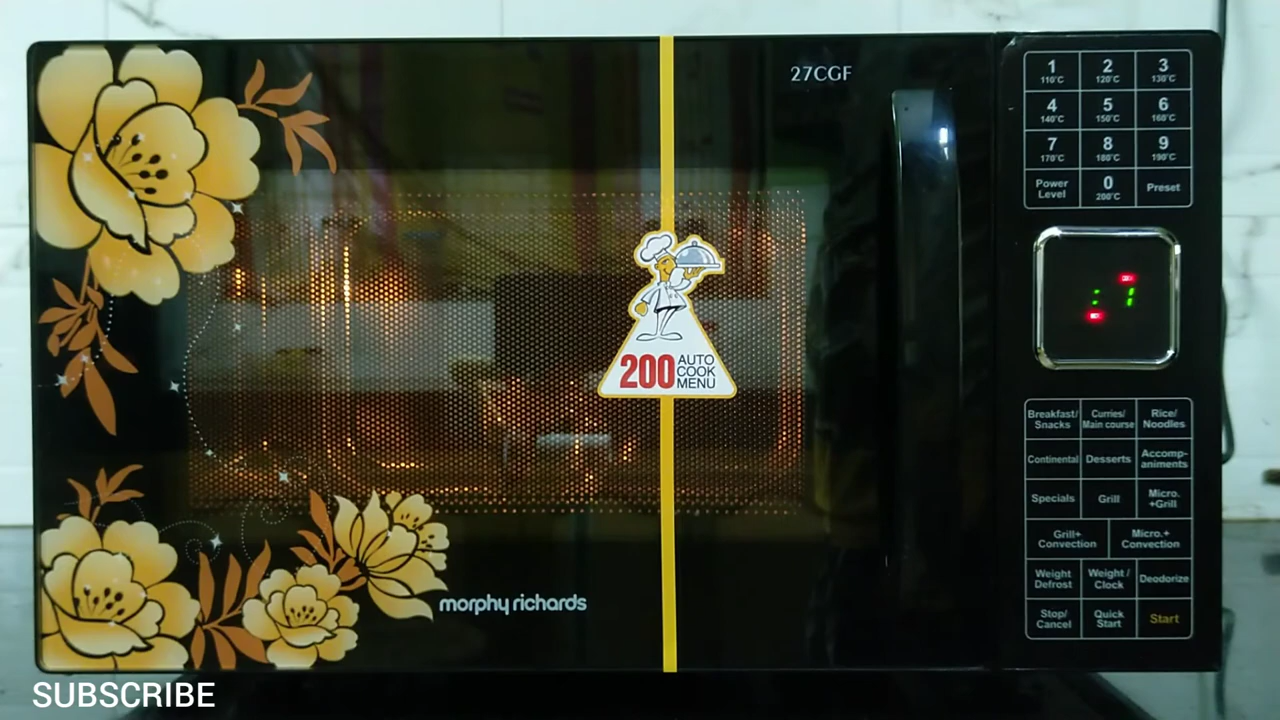 27CGF
1 2 3
110°C 120°C 130°C
4 5 6
140°C 150°C 160°C
7 8 9
170°C 180°C 190°C
Power Level 0 200°C Preset
200 AUTO COOK MENU
Breakfast/ Snacks
Curries/ Main course
Rice/ Noodles
Continental
Desserts
Accomp- animents
Specials
Grill
Micro. +Grill
Grill+ Convection
Micro.+ Convection
Weight Defrost
Weight / Clock
Deodorize
Stop/ Cancel
Quick Start
Start
morphy richards
SUBSCRIBE